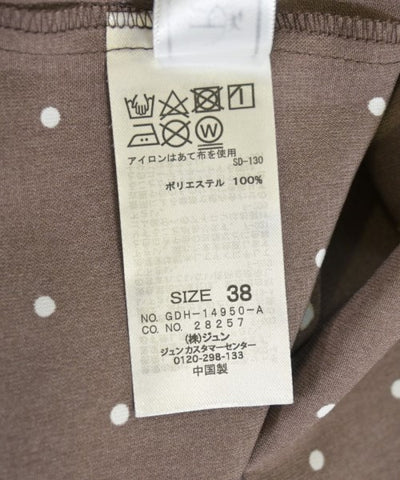 W
アイロンはあて布を使用
SD-130
ポリエステル 100%
SIZE 38
NO. GDH-14950-A
CO. NO. 28257
(株)ジュン
ジュンカスタマーセンター
0120-298-133
中国製